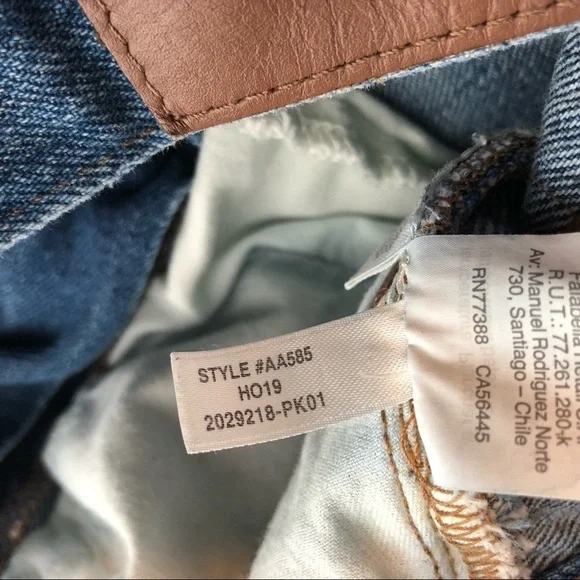 STYLE #AA585
HO19
2029218-PK01
R.U.T.: 77.261.280-k
Av. Manuel Rodriguez Norte
730, Santiago – Chile
RN77388 CA56445